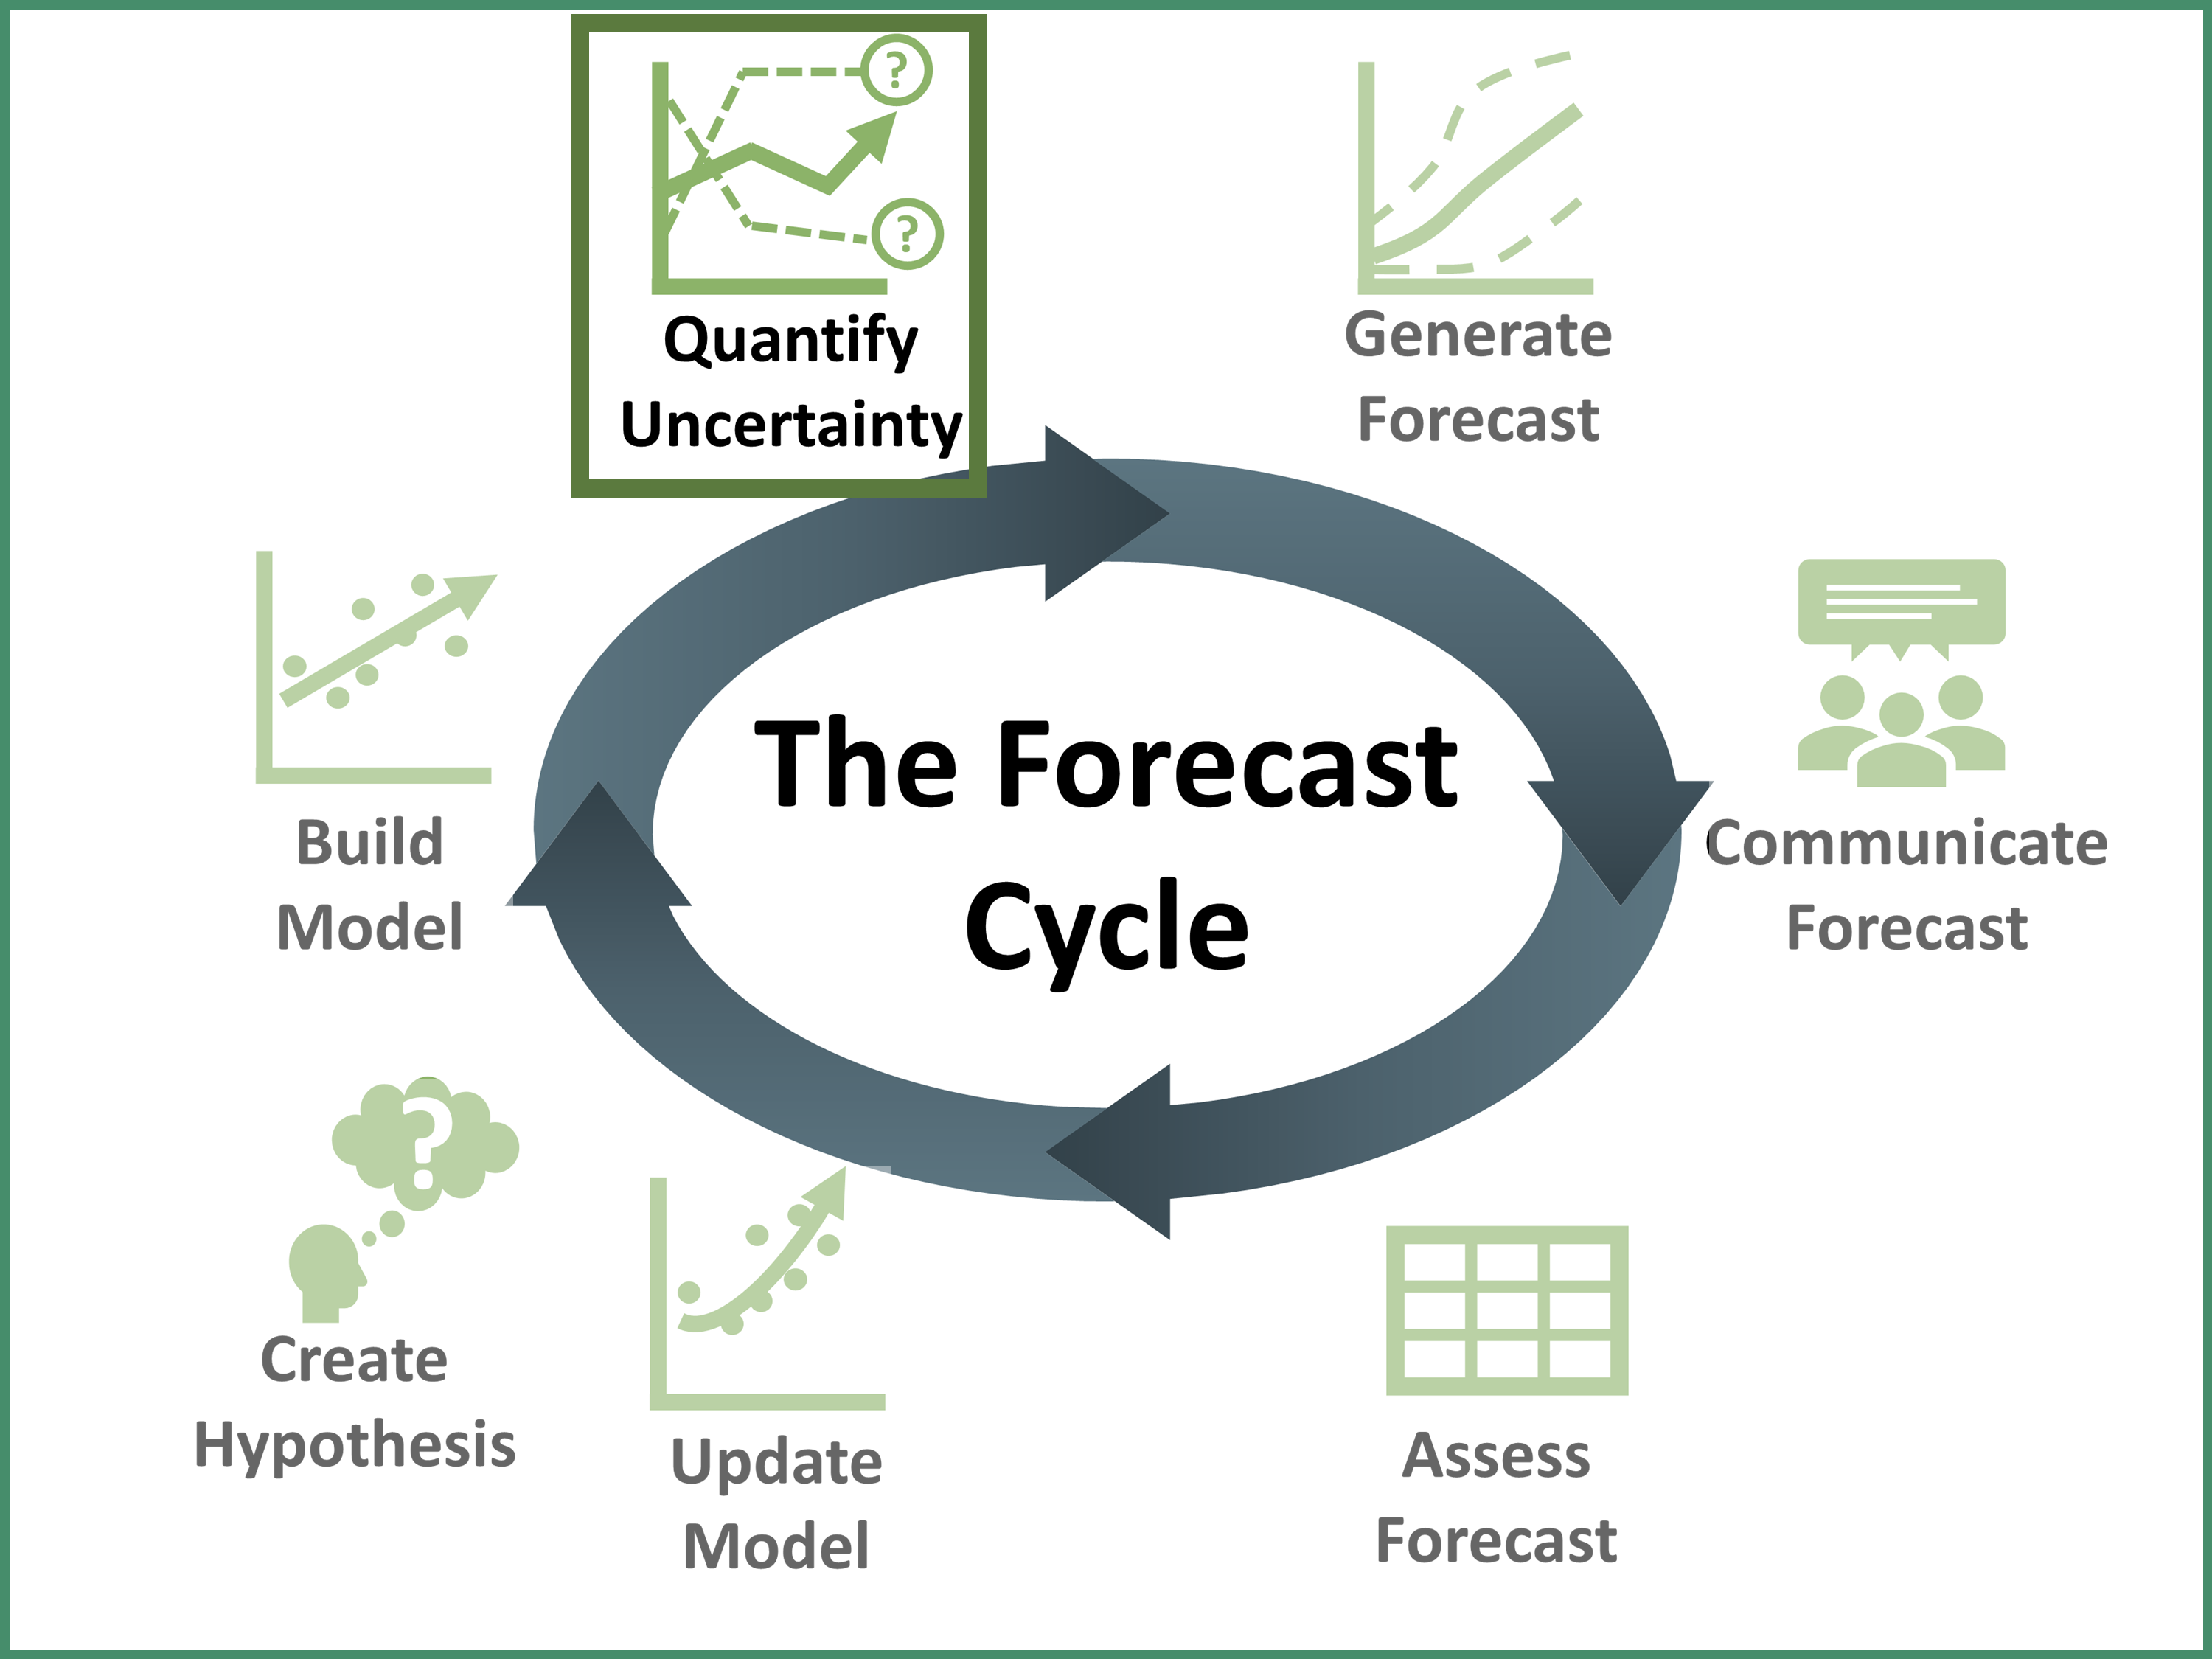 ?
?
Quantify
Uncertainty
Generate
Forecast
The Forecast
Cycle
Build
Model
Communicate
Forecast
?
Create
Hypothesis
Update
Model
Assess
Forecast